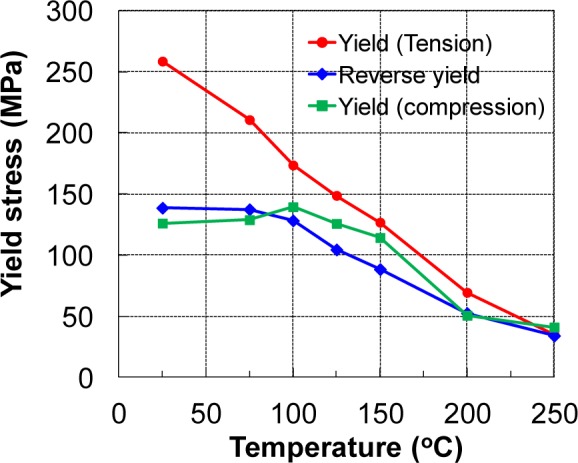 300
250
200
150
100
50
0
Yield stress (MPa)
Yield (Tension)
Reverse yield
Yield (compression)
0 50 100 150 200 250
Temperature (°C)